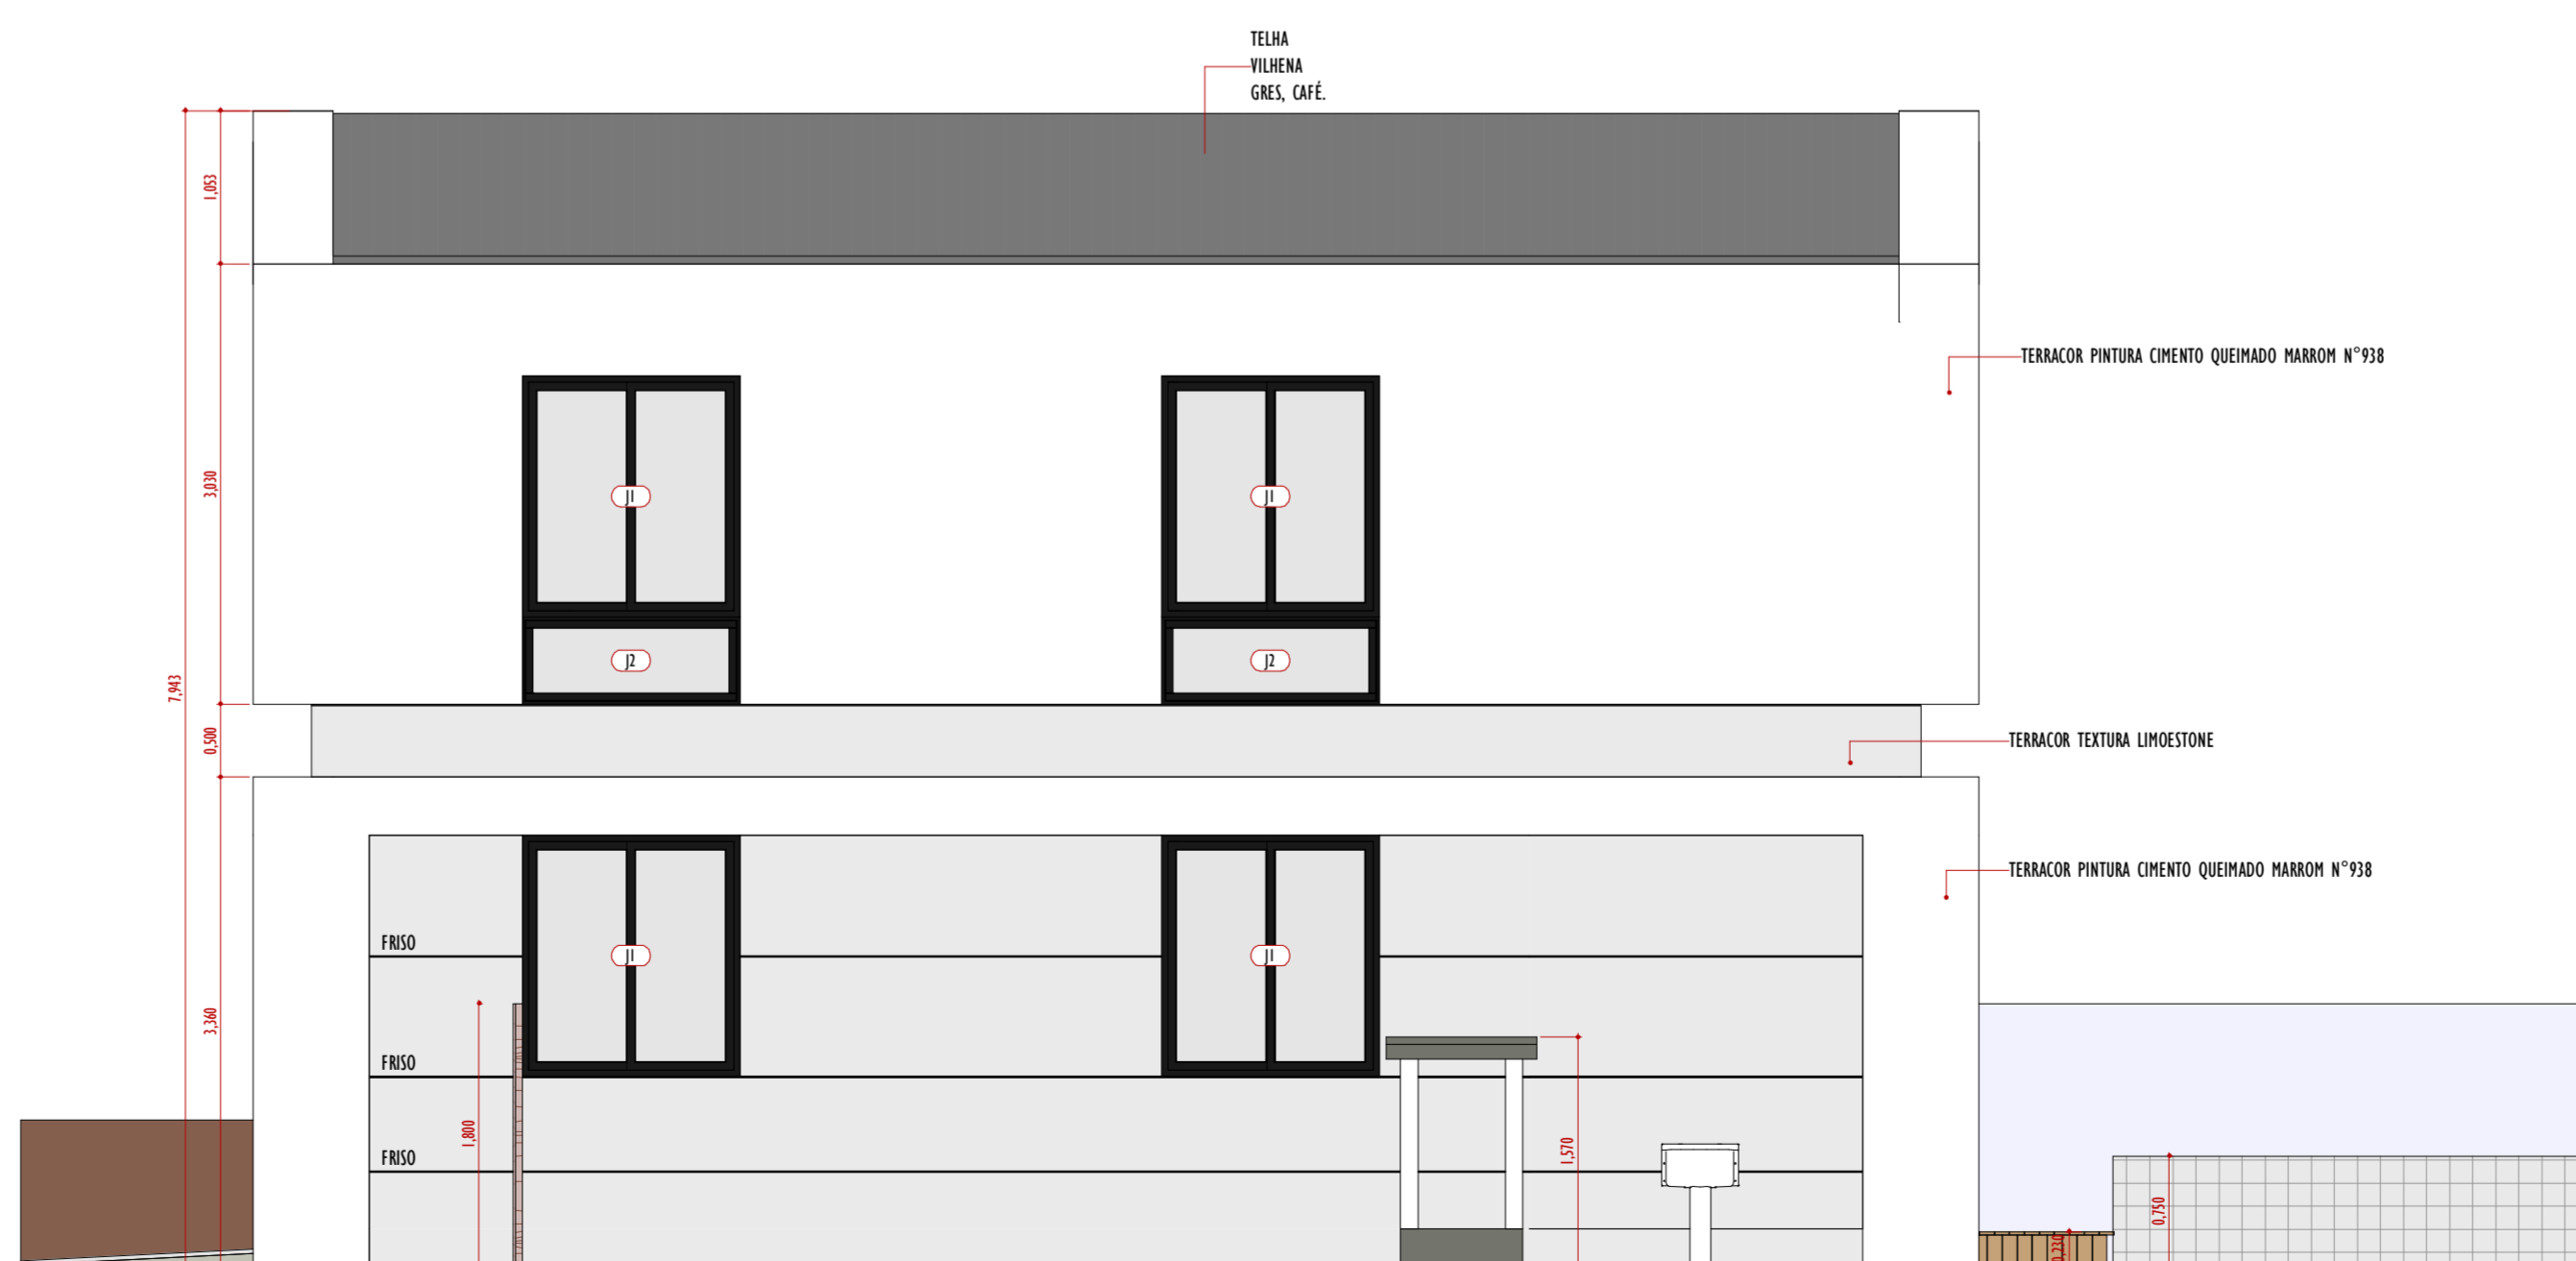 TELHA
VILHENA
GRES, CAFÉ.
1,053
TERRACOR PINTURA CIMENTO QUEIMADO MARROM N°938
3,030
J1
J1
J2
J2
7,943
0,500
TERRACOR TEXTURA LIMOESTONE
TERRACOR PINTURA CIMENTO QUEIMADO MARROM N°938
FRISO
J1
J1
3,360
FRISO
1,800
1,570
FRISO
0,750
0,230